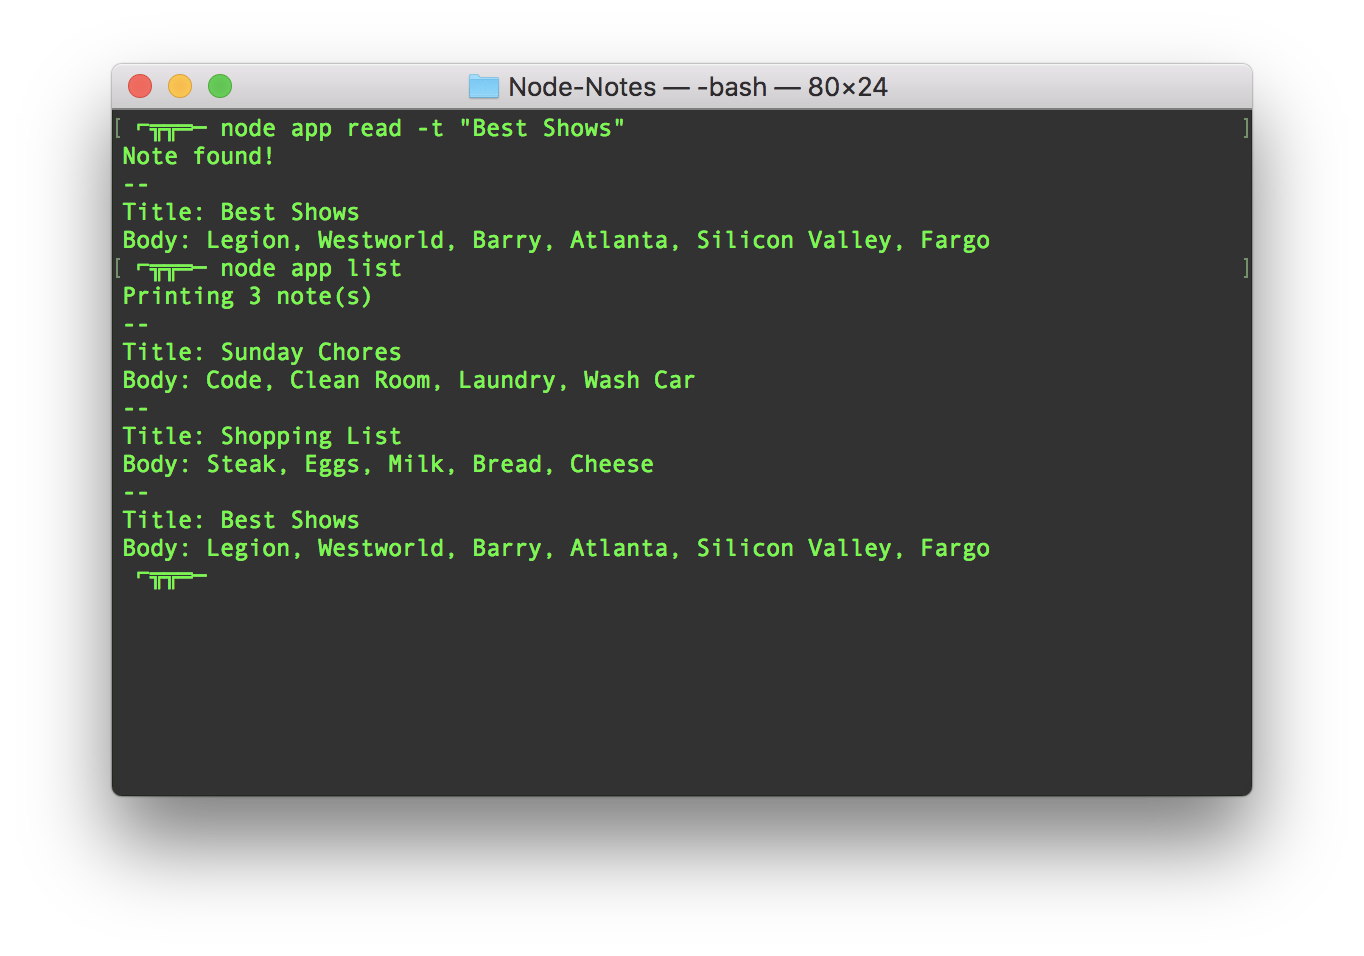 Node-Notes — -bash — 80×24
[ ┌╦╦═─ node app read -t "Best Shows" ]
Note found!
--
Title: Best Shows
Body: Legion, Westworld, Barry, Atlanta, Silicon Valley, Fargo
[ ┌╦╦═─ node app list ]
Printing 3 note(s)
--
Title: Sunday Chores
Body: Code, Clean Room, Laundry, Wash Car
--
Title: Shopping List
Body: Steak, Eggs, Milk, Bread, Cheese
--
Title: Best Shows
Body: Legion, Westworld, Barry, Atlanta, Silicon Valley, Fargo
┌╦╦═─